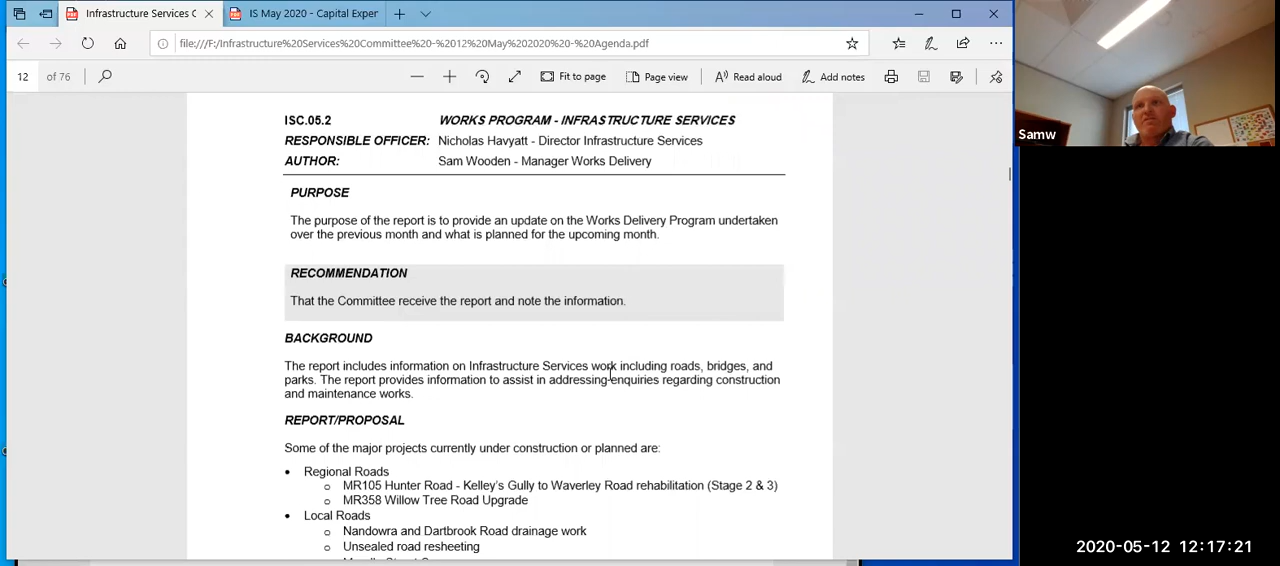 Infrastructure Services C
IS May 2020 - Capital Exper
file:///F:/Infrastructure%20Services%20Committee%20-%2012%20May%202020%20-%20Agenda.pdf
12 of 76
Fit to page
Page view
Read aloud
Add notes
ISC.05.2 WORKS PROGRAM - INFRASTRUCTURE SERVICES
RESPONSIBLE OFFICER: Nicholas Havyatt - Director Infrastructure Services
AUTHOR: Sam Wooden - Manager Works Delivery
PURPOSE
The purpose of the report is to provide an update on the Works Delivery Program undertaken
over the previous month and what is planned for the upcoming month.
RECOMMENDATION
That the Committee receive the report and note the information.
BACKGROUND
The report includes information on Infrastructure Services work including roads, bridges, and
parks. The report provides information to assist in addressing enquiries regarding construction
and maintenance works.
REPORT/PROPOSAL
Some of the major projects currently under construction or planned are:
• Regional Roads
o MR105 Hunter Road - Kelley's Gully to Waverley Road rehabilitation (Stage 2 & 3)
o MR358 Willow Tree Road Upgrade
• Local Roads
o Nandowra and Dartbrook Road drainage work
o Unsealed road resheeting
Samw
2020-05-12 12:17:21